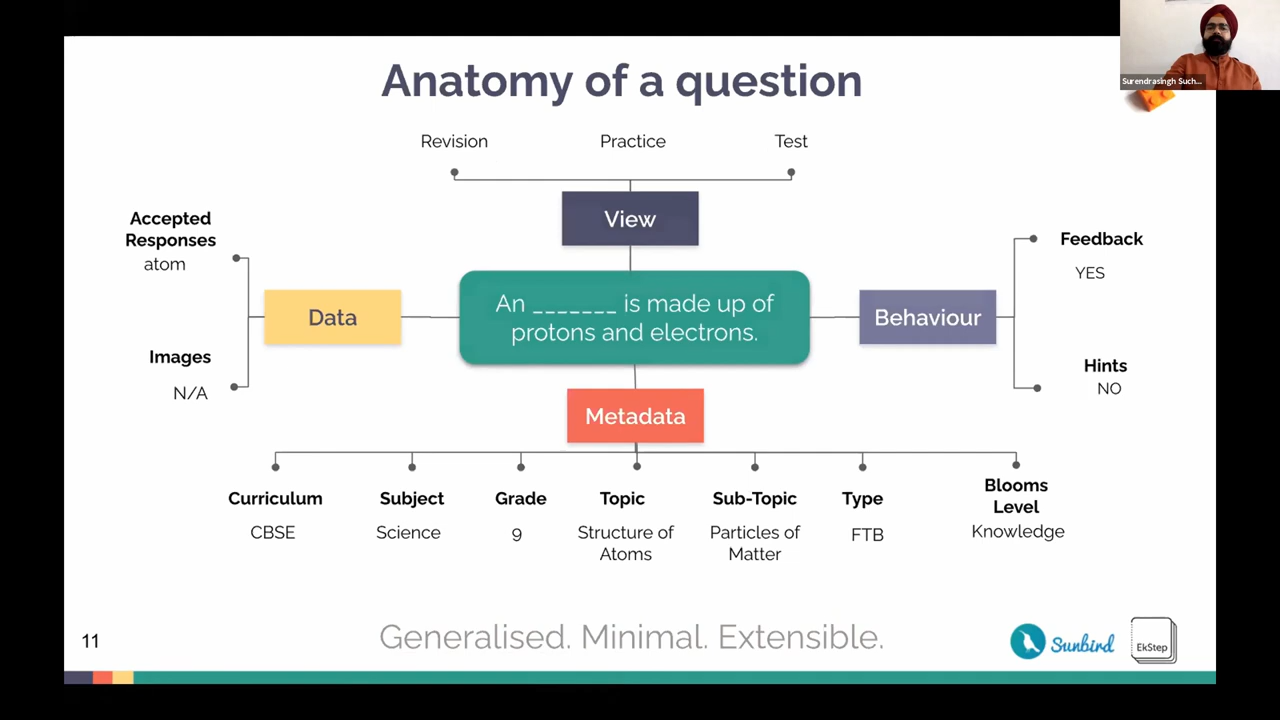 Surendrasingh Such...
Anatomy of a question
Revision
Practice
Test
View
Accepted
Responses
atom
Images
N/A
Data
An _______ is made up of
protons and electrons.
Behaviour
Feedback
YES
Hints
NO
Metadata
Curriculum
CBSE
Subject
Science
Grade
9
Topic
Structure of
Atoms
Sub-Topic
Particles of
Matter
Type
FTB
Blooms
Level
Knowledge
11
Generalised. Minimal. Extensible.
Sunbird
EkStep